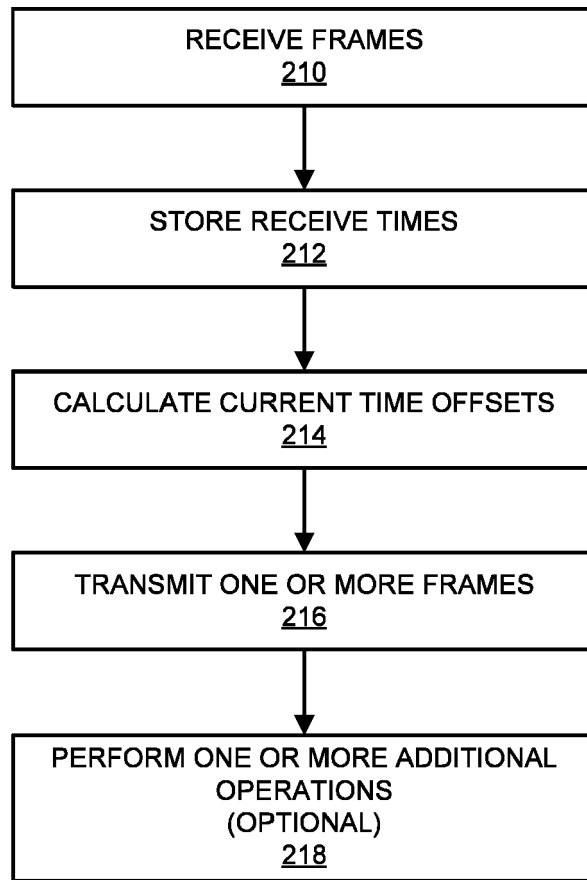 RECEIVE FRAMES
210
STORE RECEIVE TIMES
212
CALCULATE CURRENT TIME OFFSETS
214
TRANSMIT ONE OR MORE FRAMES
216
PERFORM ONE OR MORE ADDITIONAL
OPERATIONS
(OPTIONAL)
218